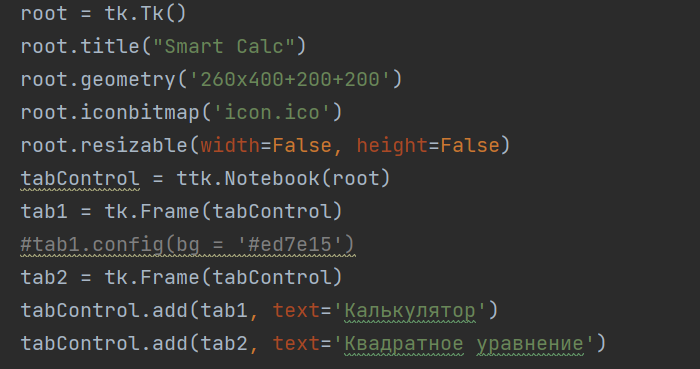 root = tk.Tk()
root.title("Smart Calc")
root.geometry('260x400+200+200')
root.iconbitmap('icon.ico')
root.resizable(width=False, height=False)
tabControl = ttk.Notebook(root)
tab1 = tk.Frame(tabControl)
#tab1.config(bg = '#ed7e15')
tab2 = tk.Frame(tabControl)
tabControl.add(tab1, text='Калькулятор')
tabControl.add(tab2, text='Квадратное уравнение')